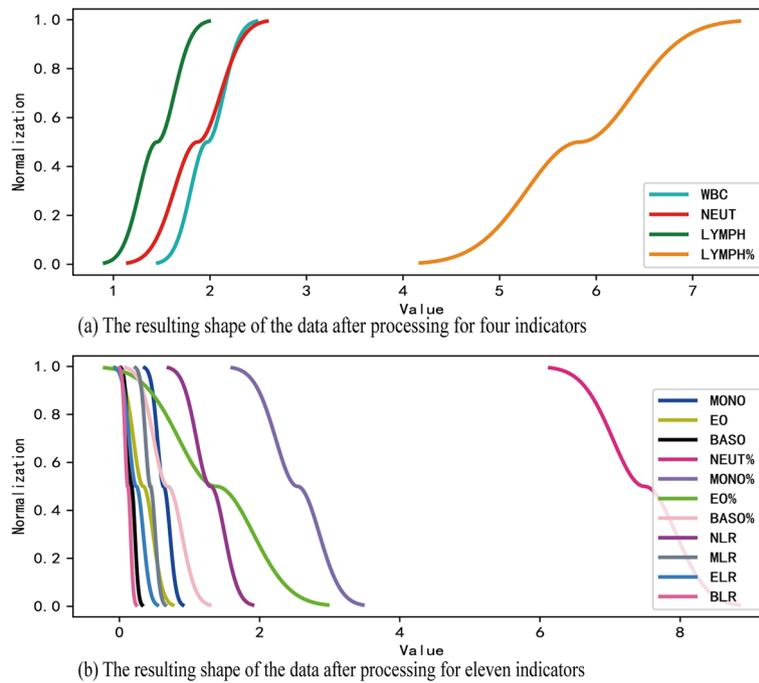 1.0
0.8
0.6
0.4
0.2
0.0
Normalization
WBC
NEUT
LYMPH
LYMPH%
1 2 3 4 5 6 7
Value
(a) The resulting shape of the data after processing for four indicators
1.0
0.8
0.6
0.4
0.2
0.0
Normalization
MONO
EO
BASO
NEUT%
MONO%
EO%
BASO%
NLR
MLR
ELR
BLR
0 2 4 6 8
Value
(b) The resulting shape of the data after processing for eleven indicators